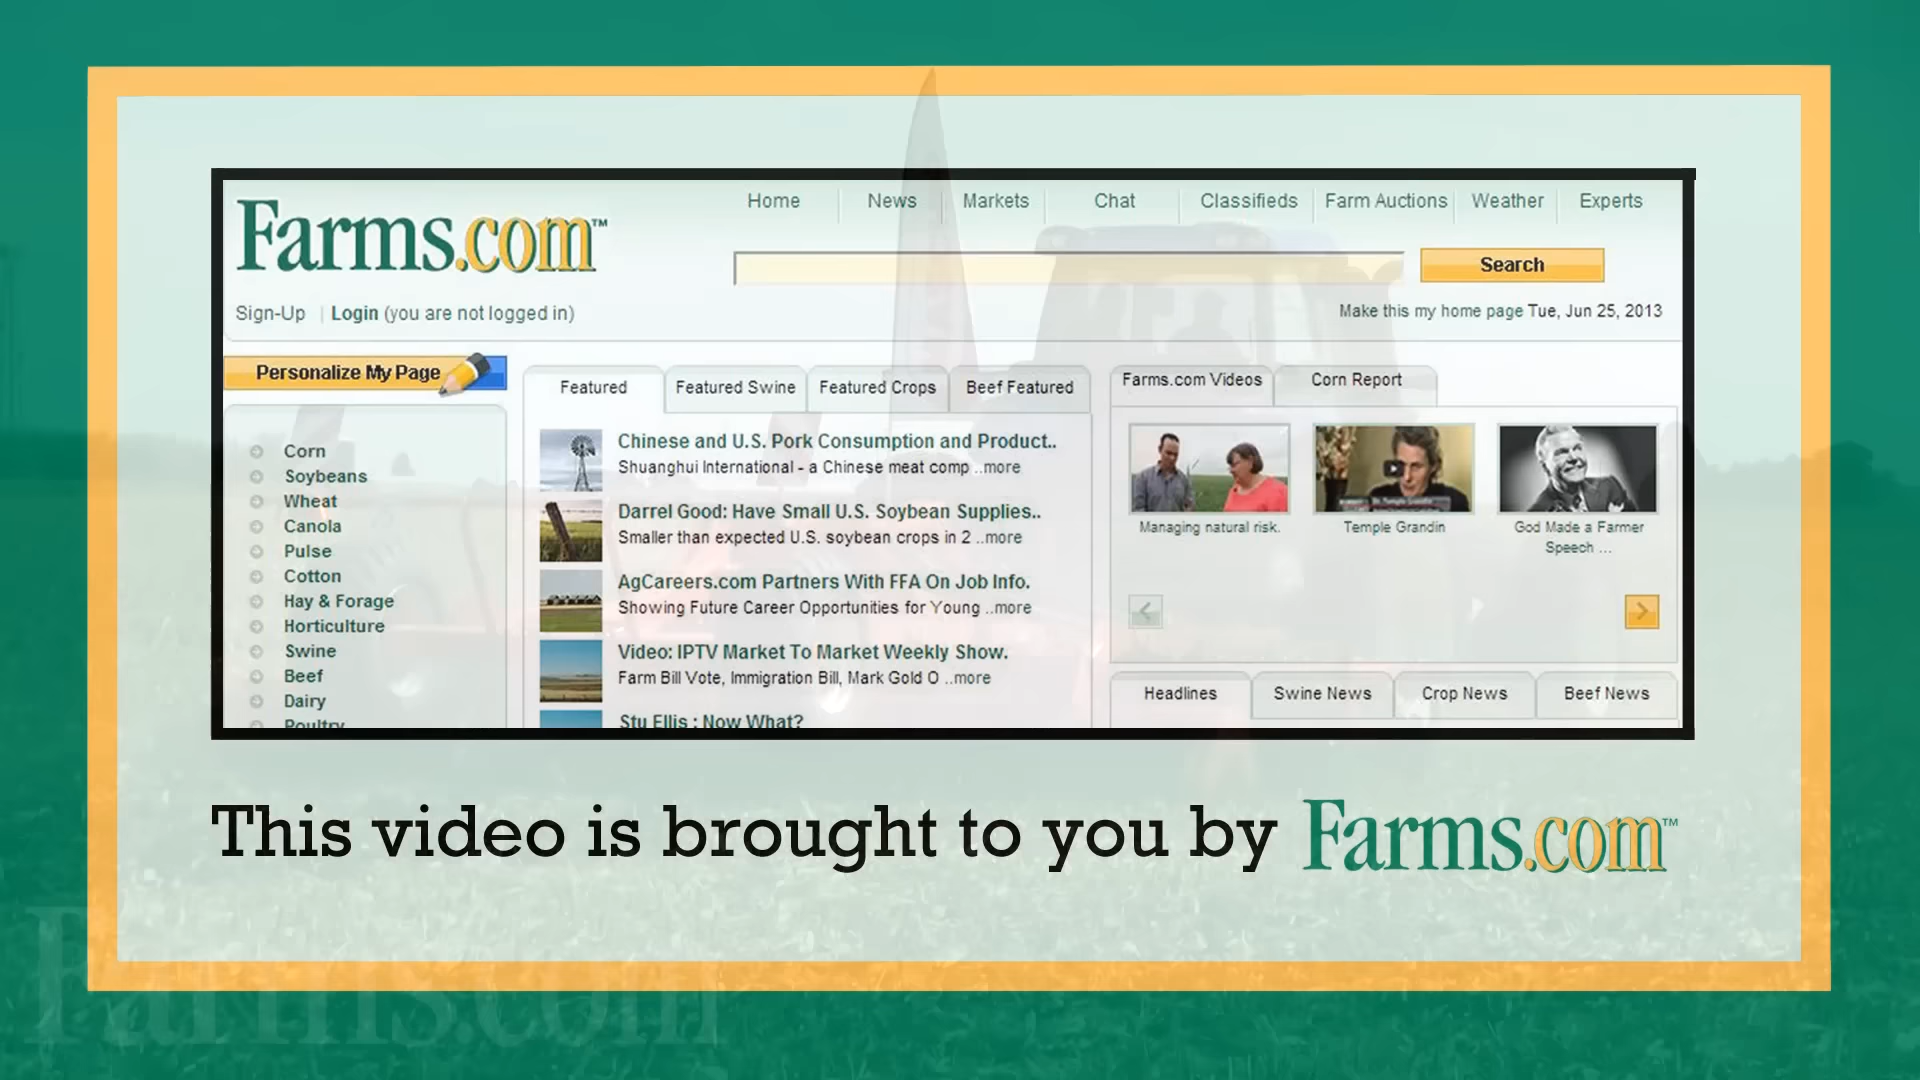 Farms.com™
Home
News
Markets
Chat
Classifieds
Farm Auctions
Weather
Experts
Search
Sign-Up | Login (you are not logged in)
Make this my home page Tue, Jun 25, 2013
Personalize My Page
Corn
Soybeans
Wheat
Canola
Pulse
Cotton
Hay & Forage
Horticulture
Swine
Beef
Dairy
Poultry
Featured
Featured Swine
Featured Crops
Beef Featured
Chinese and U.S. Pork Consumption and Product..
Shuanghui International - a Chinese meat comp ..more
Darrel Good: Have Small U.S. Soybean Supplies..
Smaller than expected U.S. soybean crops in 2 ..more
AgCareers.com Partners With FFA On Job Info.
Showing Future Career Opportunities for Young ..more
Video: IPTV Market To Market Weekly Show.
Farm Bill Vote, Immigration Bill, Mark Gold O ..more
Stu Ellis : Now What?
Farms.com Videos
Corn Report
Managing natural risk.
Temple Grandin
God Made a Farmer
Speech ...
Headlines
Swine News
Crop News
Beef News
This video is brought to you by Farms.com™
Farms.com